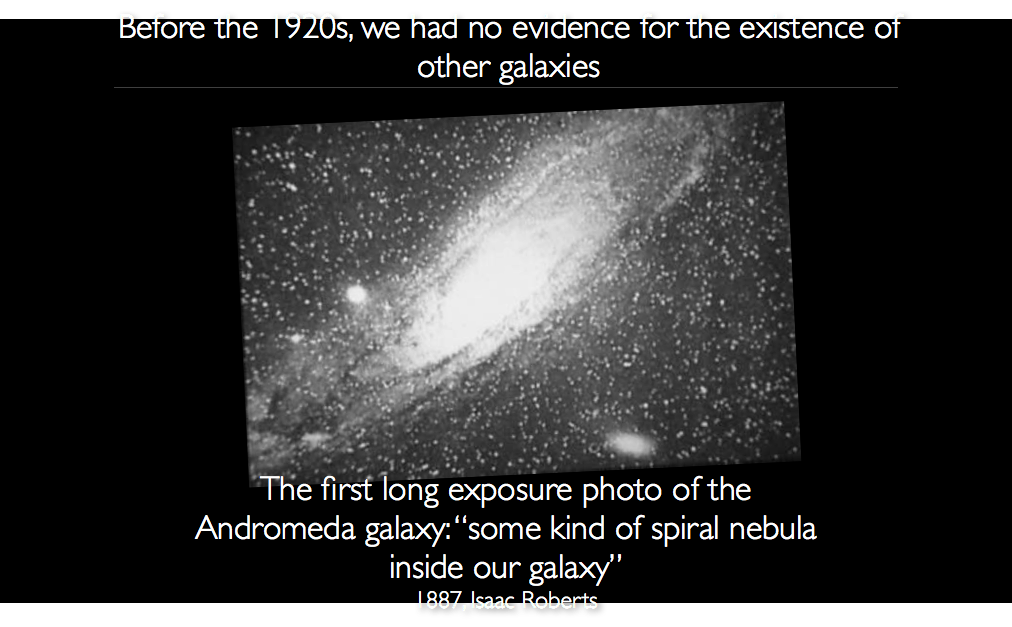 Before the 1920s, we had no evidence for the existence of
other galaxies
The first long exposure photo of the
Andromeda galaxy: “some kind of spiral nebula
inside our galaxy”
1887, Isaac Roberts